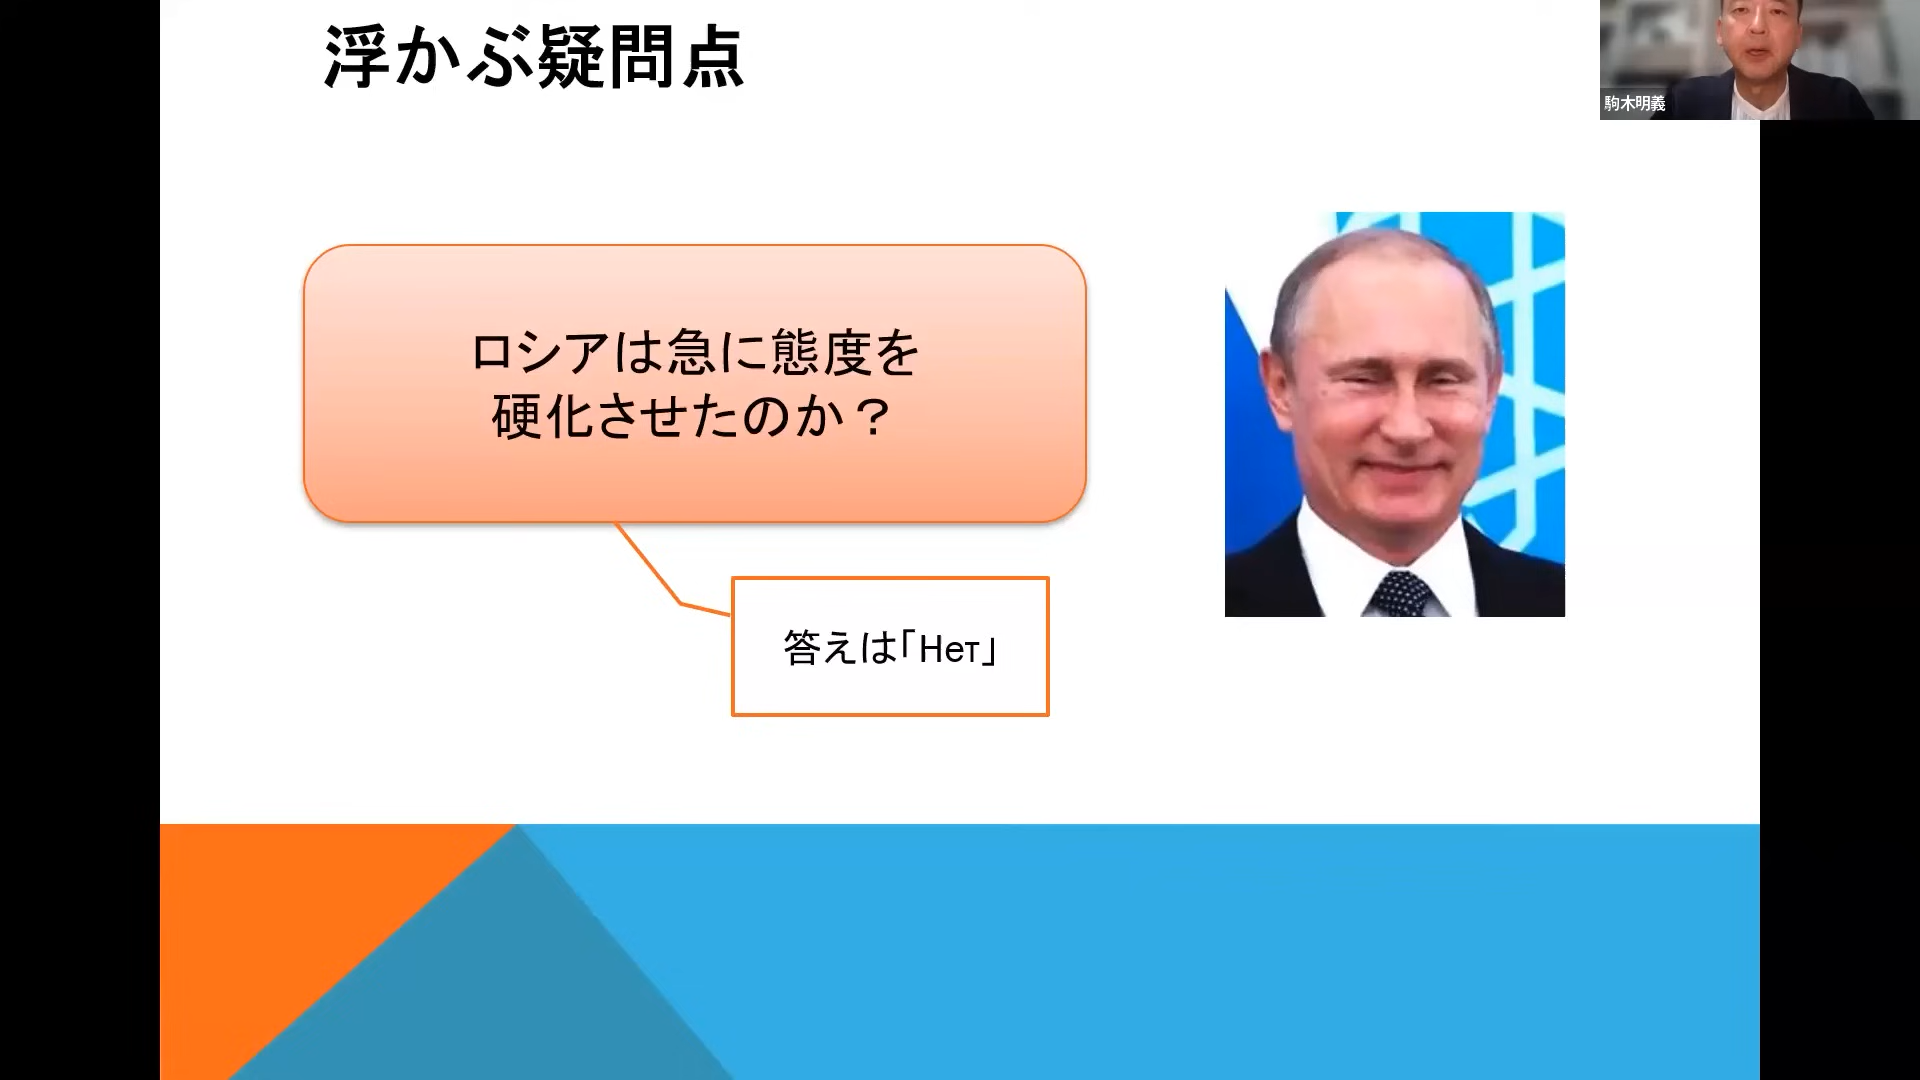 浮かぶ疑問点
駒木明義
ロシアは急に態度を
硬化させたのか？
答えは「Нет」